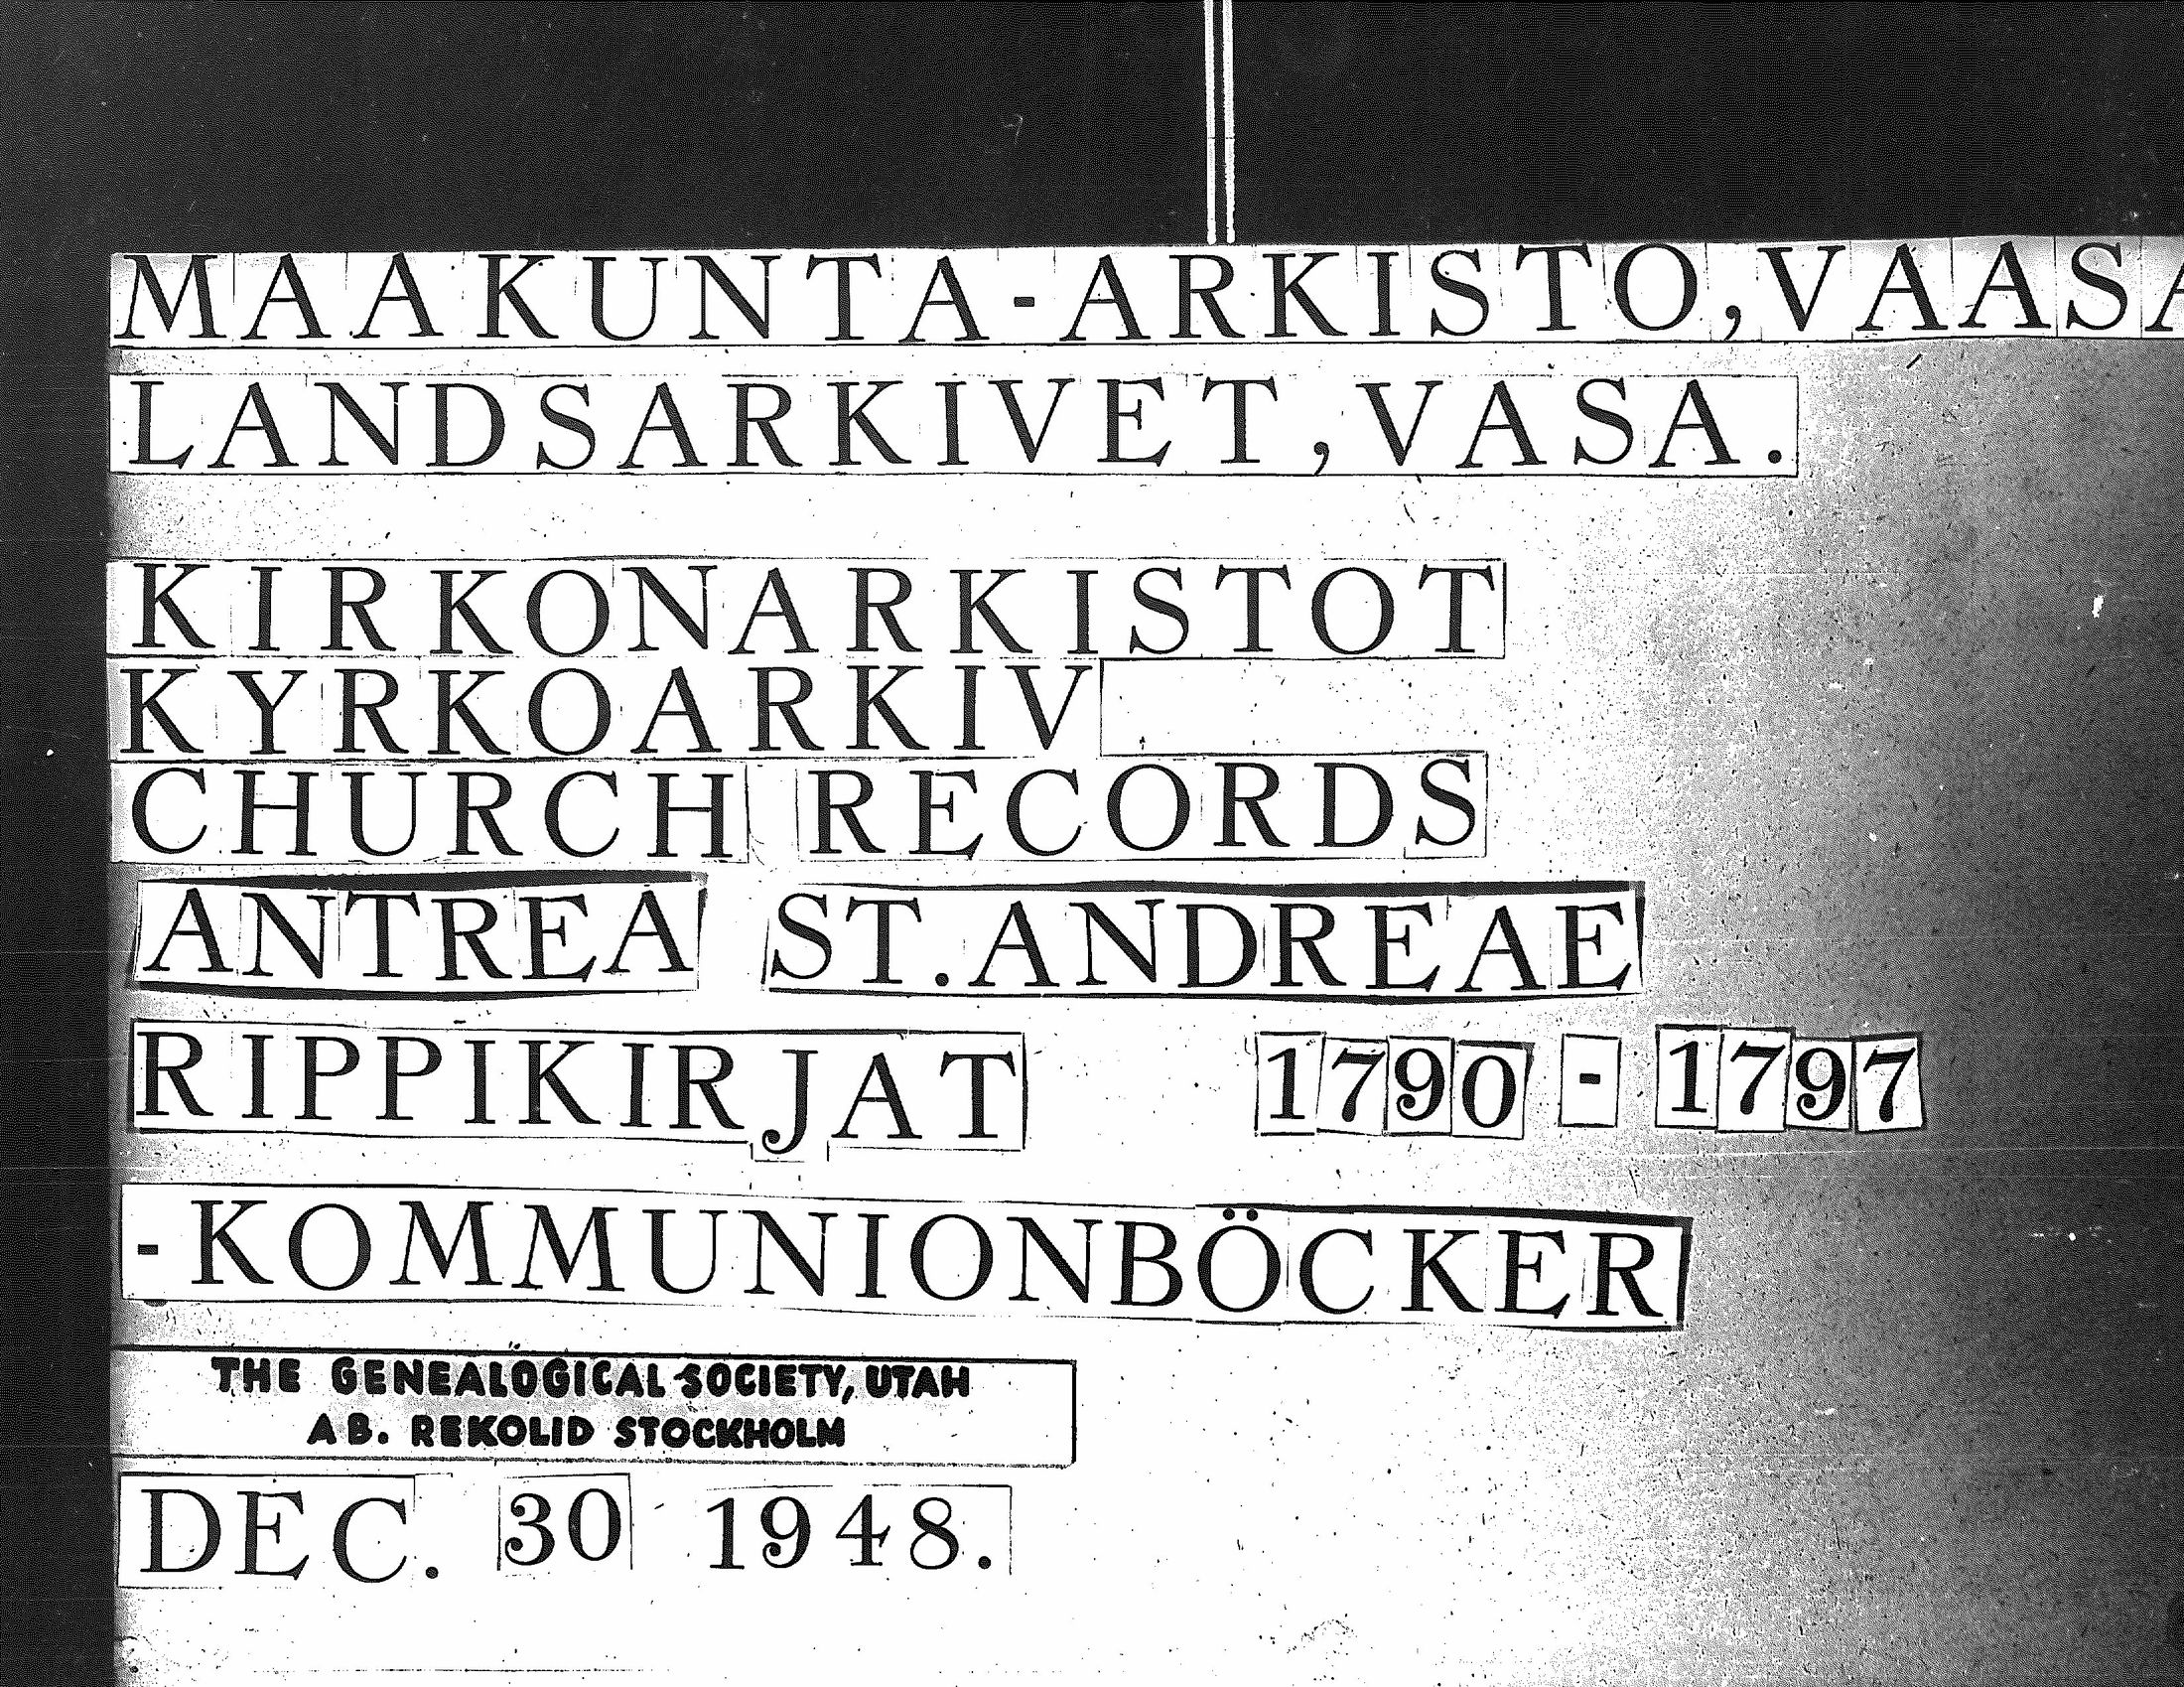 MAAKUNTA-ARKISTO,VAASA
LANDSARKIVET,VASA.
KIRKONARKISTOT
KYRKOARKIV
CHURCH RECORDS
ANTREA ST.ANDREAE
RIPPIKIRJAT 1790 - 1797
-KOMMUNIONBÖCKER
THE GENEALOGICAL SOCIETY, UTAH
AB. REKOLID STOCKHOLM
DEC. 30 1948.